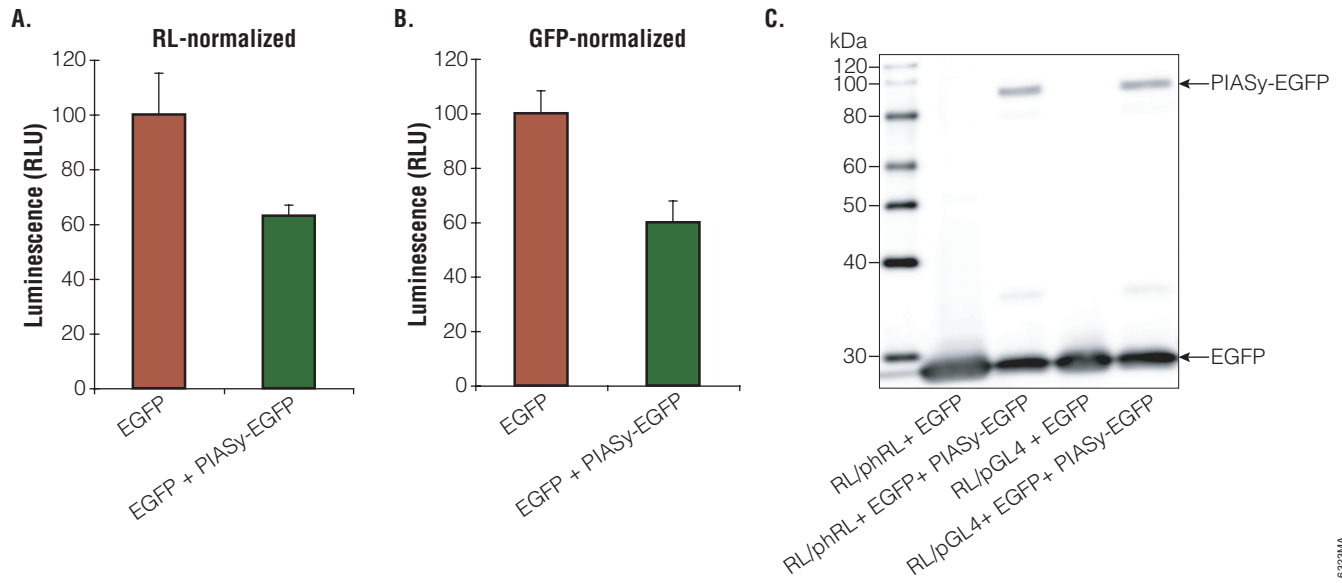 A.
RL-normalized
Luminescence (RLU)
120
100
80
60
40
20
0
EGFP
EGFP + PIASy-EGFP
B.
GFP-normalized
Luminescence (RLU)
120
100
80
60
40
20
0
EGFP
EGFP + PIASy-EGFP
C.
kDa
120
100
80
60
50
40
30
PIASy-EGFP
EGFP
RL/phRL+ EGFP
RL/phRL+ EGFP+ PIASy-EGFP
RL/pGL4 + EGFP
RL/pGL4+ EGFP+ PIASy-EGFP